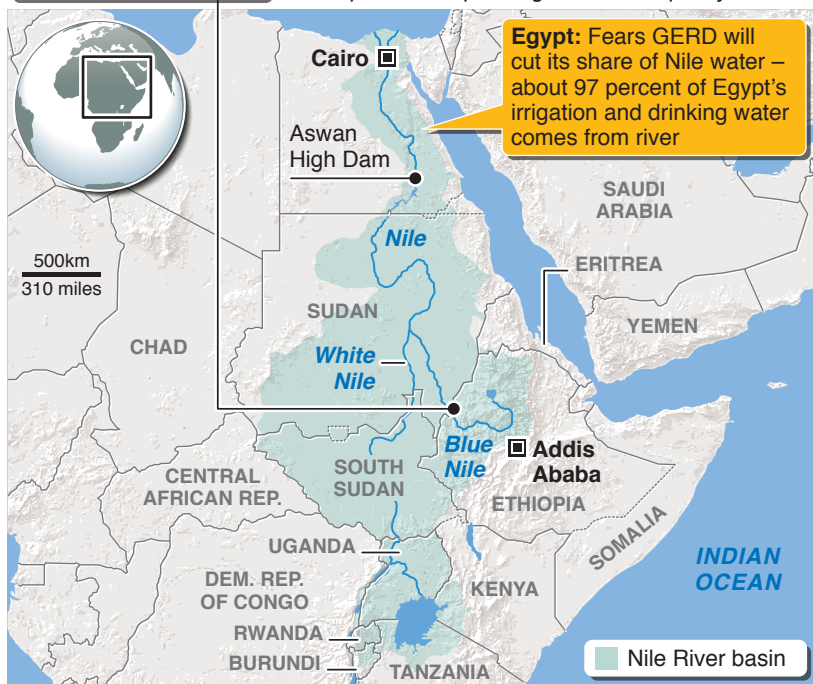 Cairo
Egypt: Fears GERD will
cut its share of Nile water –
about 97 percent of Egypt’s
irrigation and drinking water
comes from river
Aswan
High Dam
SAUDI
ARABIA
Nile
500km
310 miles
ERITREA
SUDAN
YEMEN
CHAD
White
Nile
Blue
Nile
Addis
Ababa
CENTRAL
AFRICAN REP.
SOUTH
SUDAN
ETHIOPIA
SOMALIA
UGANDA
INDIAN
OCEAN
DEM. REP.
OF CONGO
KENYA
RWANDA
BURUNDI
TANZANIA
Nile River basin